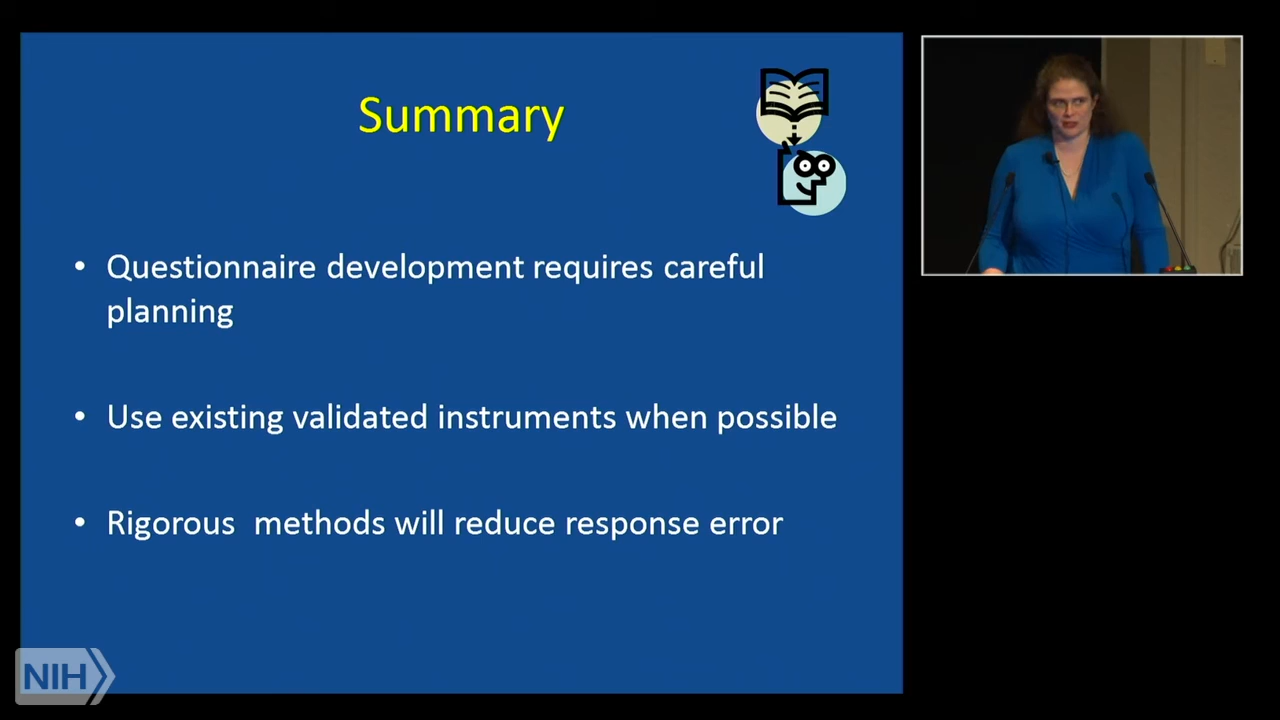 Summary
• Questionnaire development requires careful
planning
• Use existing validated instruments when possible
• Rigorous  methods will reduce response error
NIH